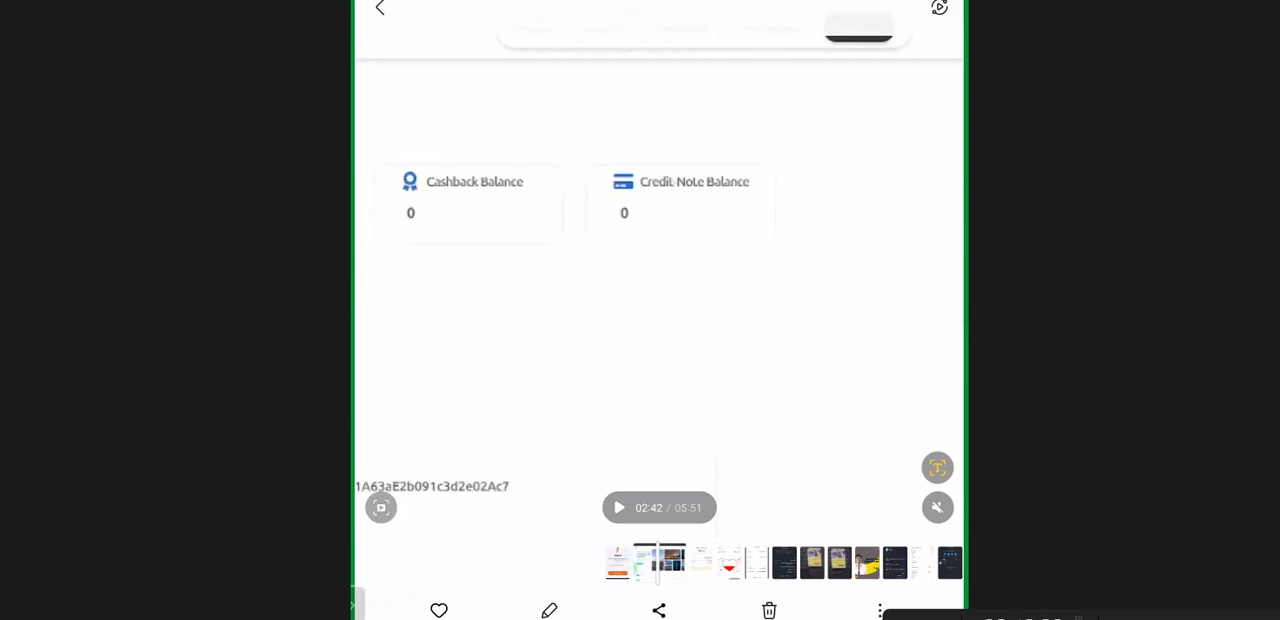 Cashback Balance
0
Credit Note Balance
0
1A63aE2b091c3d2e02Ac7
T
02:42 / 05:51